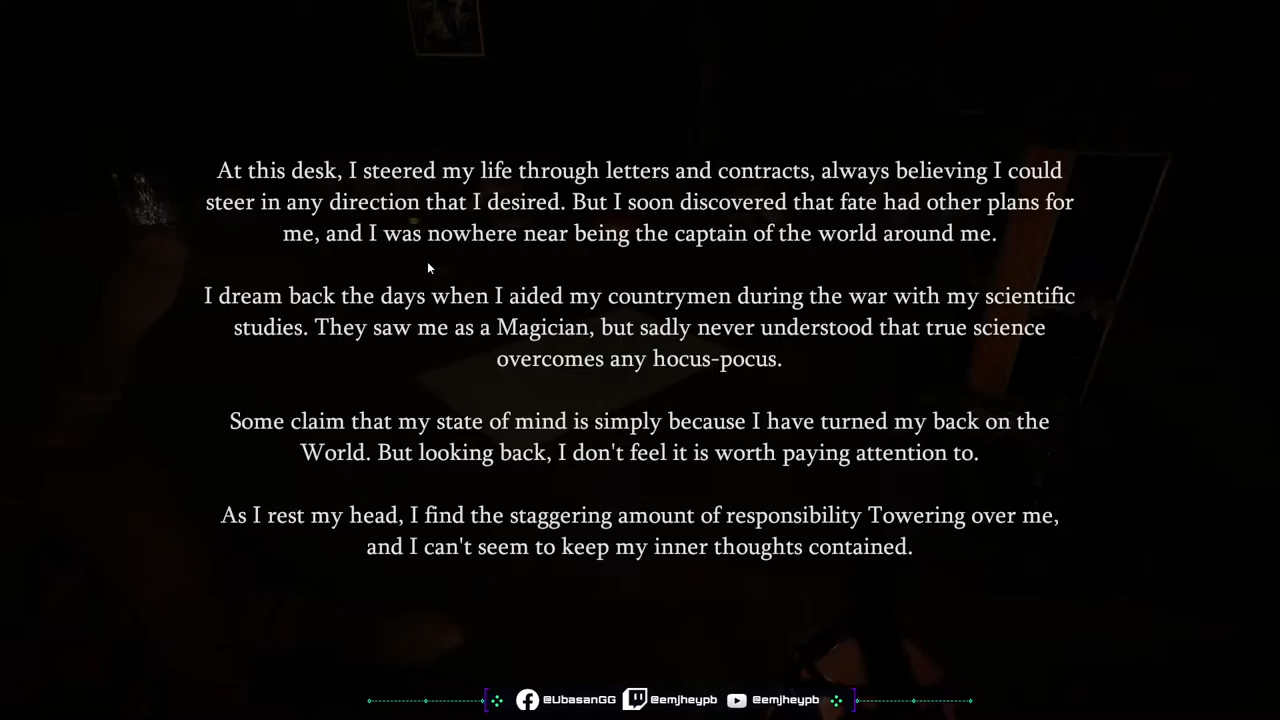 At this desk, I steered my life through letters and contracts, always believing I could
steer in any direction that I desired. But I soon discovered that fate had other plans for
me, and I was nowhere near being the captain of the world around me.
I dream back the days when I aided my countrymen during the war with my scientific
studies. They saw me as a Magician, but sadly never understood that true science
overcomes any hocus-pocus.
Some claim that my state of mind is simply because I have turned my back on the
World. But looking back, I don't feel it is worth paying attention to.
As I rest my head, I find the staggering amount of responsibility Towering over me,
and I can't seem to keep my inner thoughts contained.
@UbasanGG @emjheypb @emjheypb